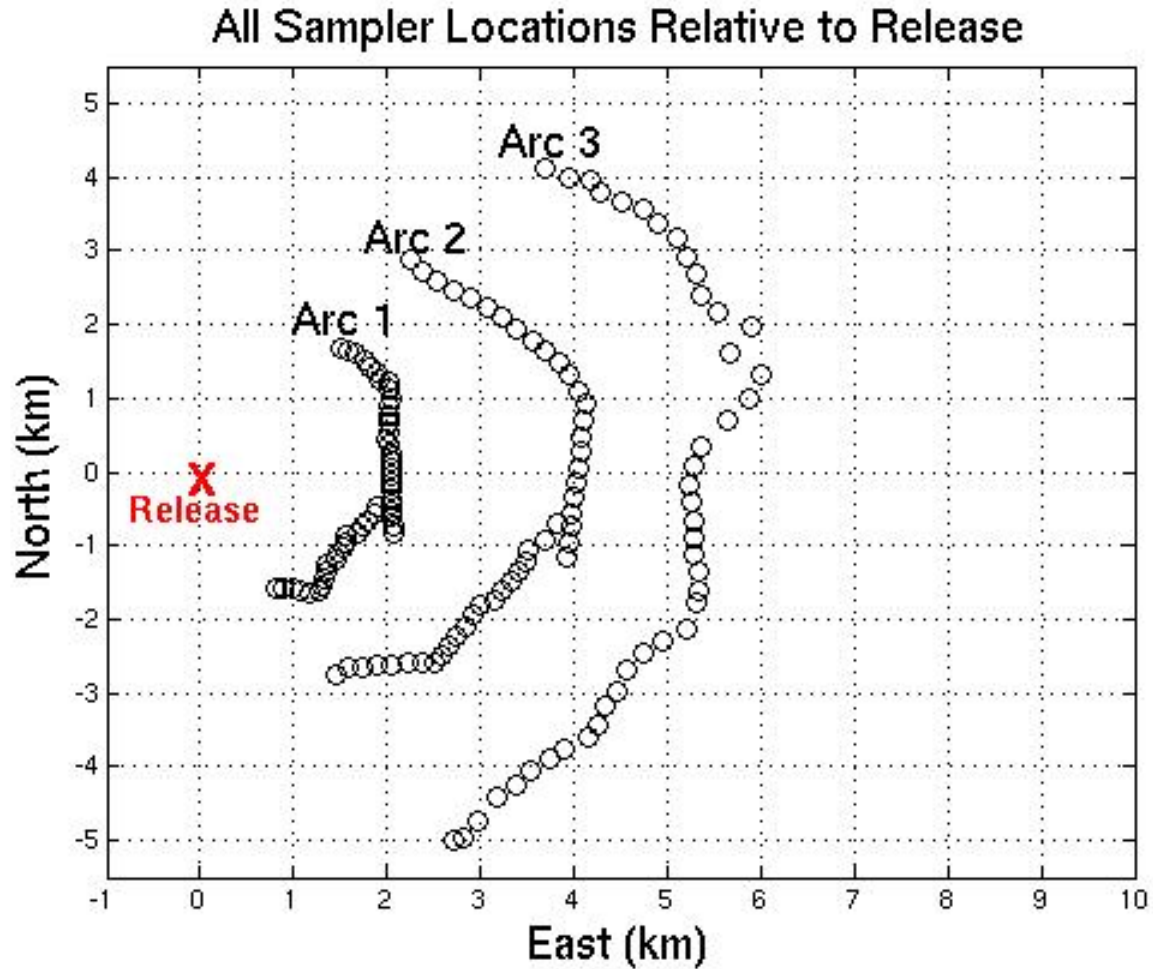 All Sampler Locations Relative to Release
5
4
3
2
1
0
-1
-2
-3
-4
-5
North (km)
Arc 3
Arc 2
Arc 1
X
Release
-1 0 1 2 3 4 5 6 7 8 9 10
East (km)